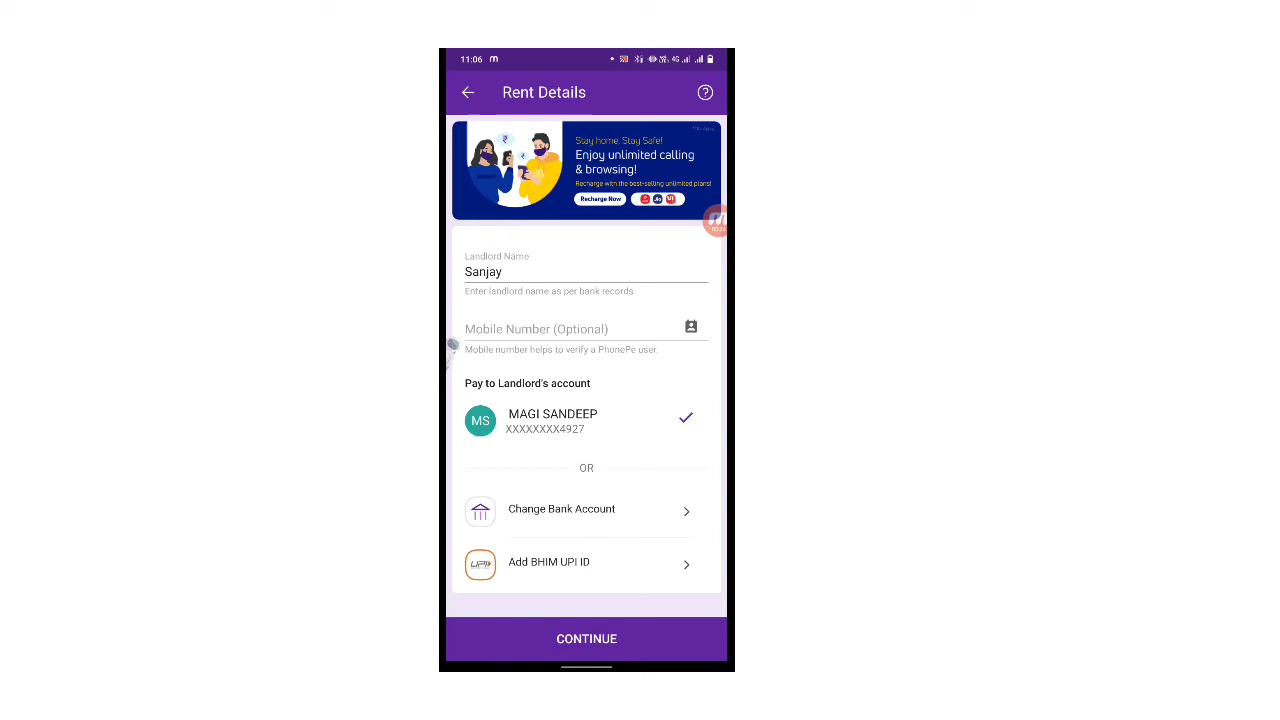 11:06
4G
Rent Details
Stay home, Stay Safe!
Enjoy unlimited calling
& browsing!
Recharge with the best-selling unlimited plans!
Recharge Now
Jio
Landlord Name
Sanjay
Enter landlord name as per bank records
Mobile Number (Optional)
Mobile number helps to verify a PhonePe user.
Pay to Landlord's account
MS
MAGI SANDEEP
XXXXXXXX4927
OR
Change Bank Account
UPI
Add BHIM UPI ID
CONTINUE